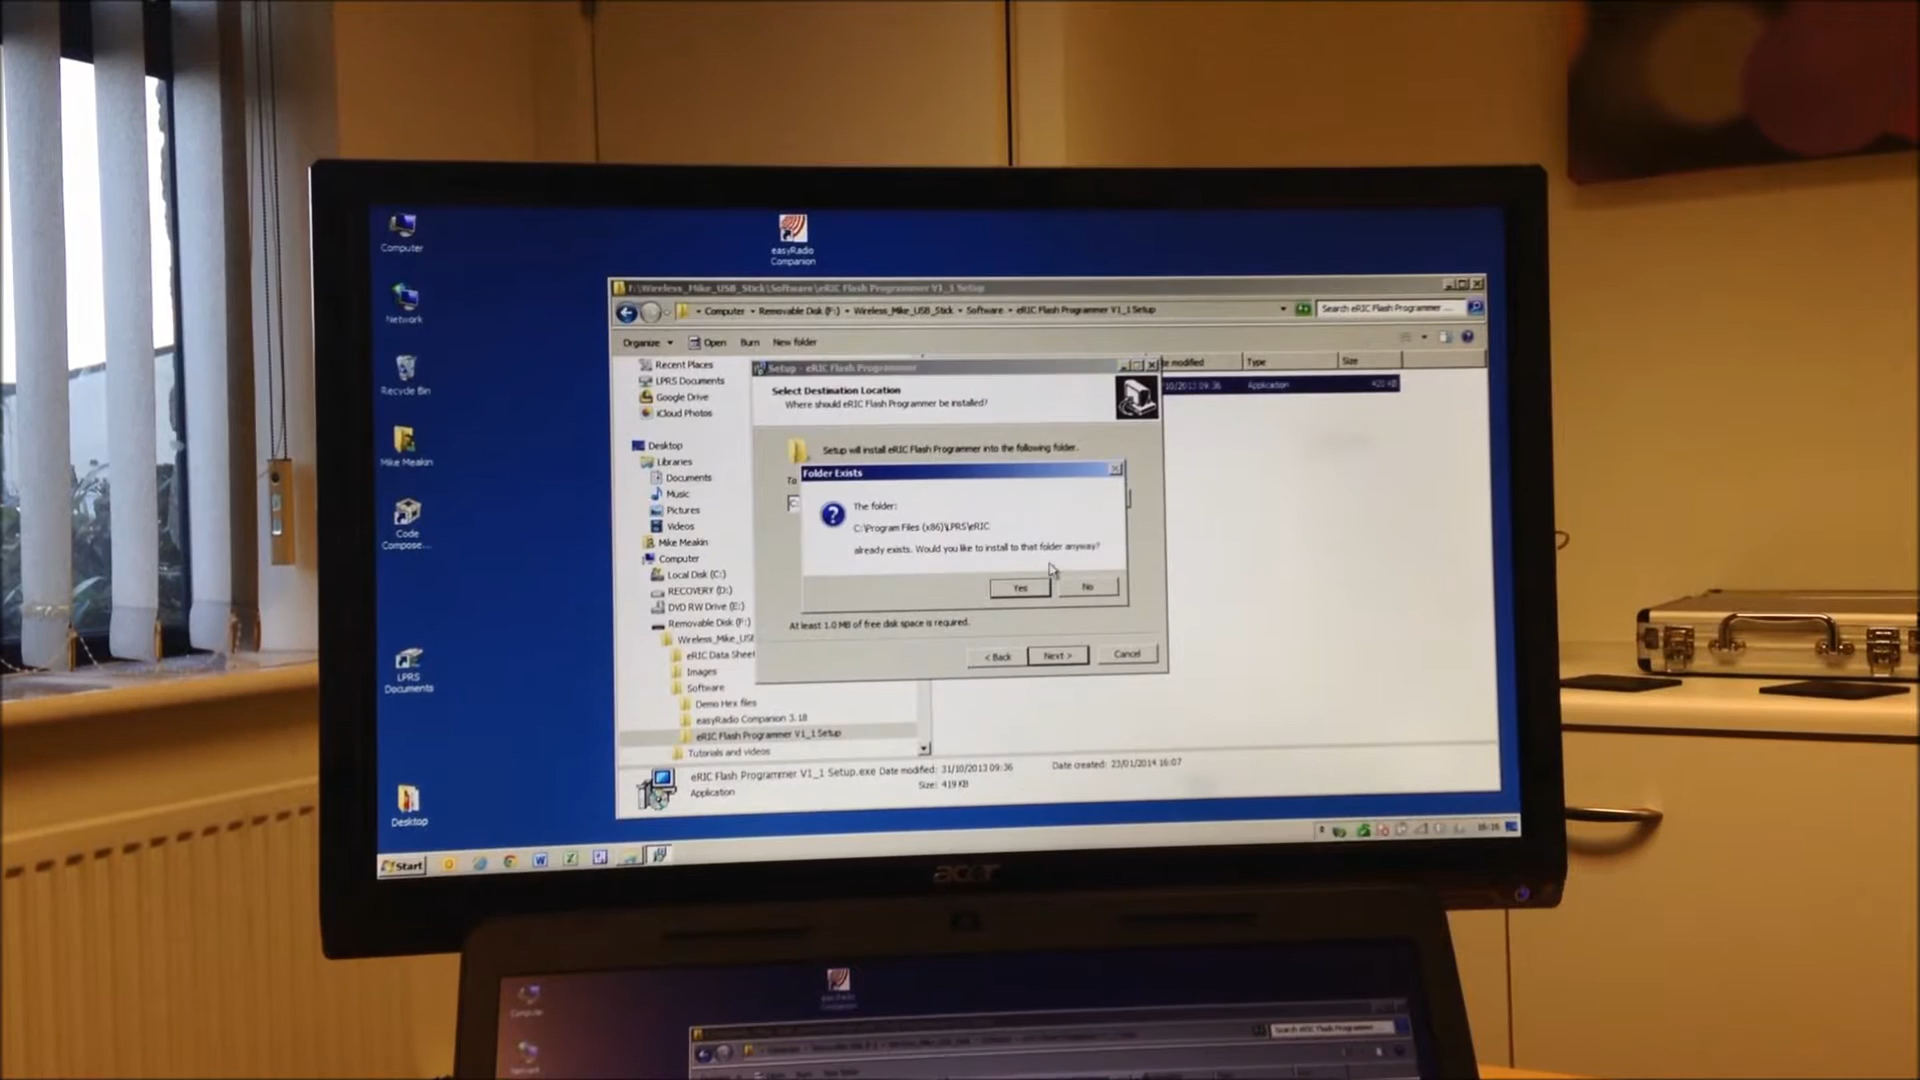 Computer
Network
Recycle Bin
Mike Meakin
Code
Compose...
LPRS
Documents
Desktop
easyRadio
Companion
F:\Wireless_Mike_USB_Stick\Software\eRIC Flash Programmer V1_1 Setup
Computer Removable Disk (F:) Wireless_Mike_USB_Stick Software eRIC Flash Programmer V1_1 Setup
Search eRIC Flash Programmer ...
Organize Open Burn New folder
Recent Places
LPRS Documents
Google Drive
iCloud Photos
Desktop
Libraries
Documents
Music
Pictures
Videos
Mike Meakin
Computer
Local Disk (C:)
RECOVERY (D:)
DVD RW Drive (E:)
Removable Disk (F:)
Wireless_Mike_USB
eRIC Data Sheet
Images
Software
Demo Hex files
easyRadio Companion 3.18
eRIC Flash Programmer V1_1 Setup
Tutorials and videos
te modified Type Size
10/2013 09:36 Application 420 KB
Setup - eRIC Flash Programmer
Select Destination Location
Where should eRIC Flash Programmer be installed?
Setup will install eRIC Flash Programmer into the following folder.
To
C:
Folder Exists
The folder:
C:\Program Files (x86)\LPRS\eRIC
already exists. Would you like to install to that folder anyway?
Yes No
At least 1.0 MB of free disk space is required.
< Back Next > Cancel
eRIC Flash Programmer V1_1 Setup.exe Date modified: 31/10/2013 09:36 Date created: 23/01/2014 16:07
Application Size: 419 KB
Start
16:16
acer
Computer
Search eRIC Flash Programmer ...